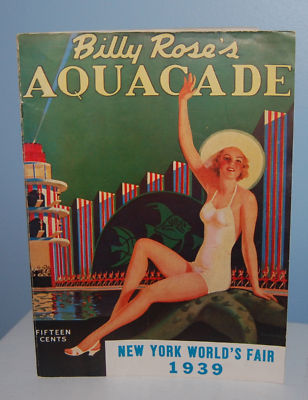 Billy Rose's
AQUACADE
FIFTEEN
CENTS
NEW YORK WORLD'S FAIR
1939